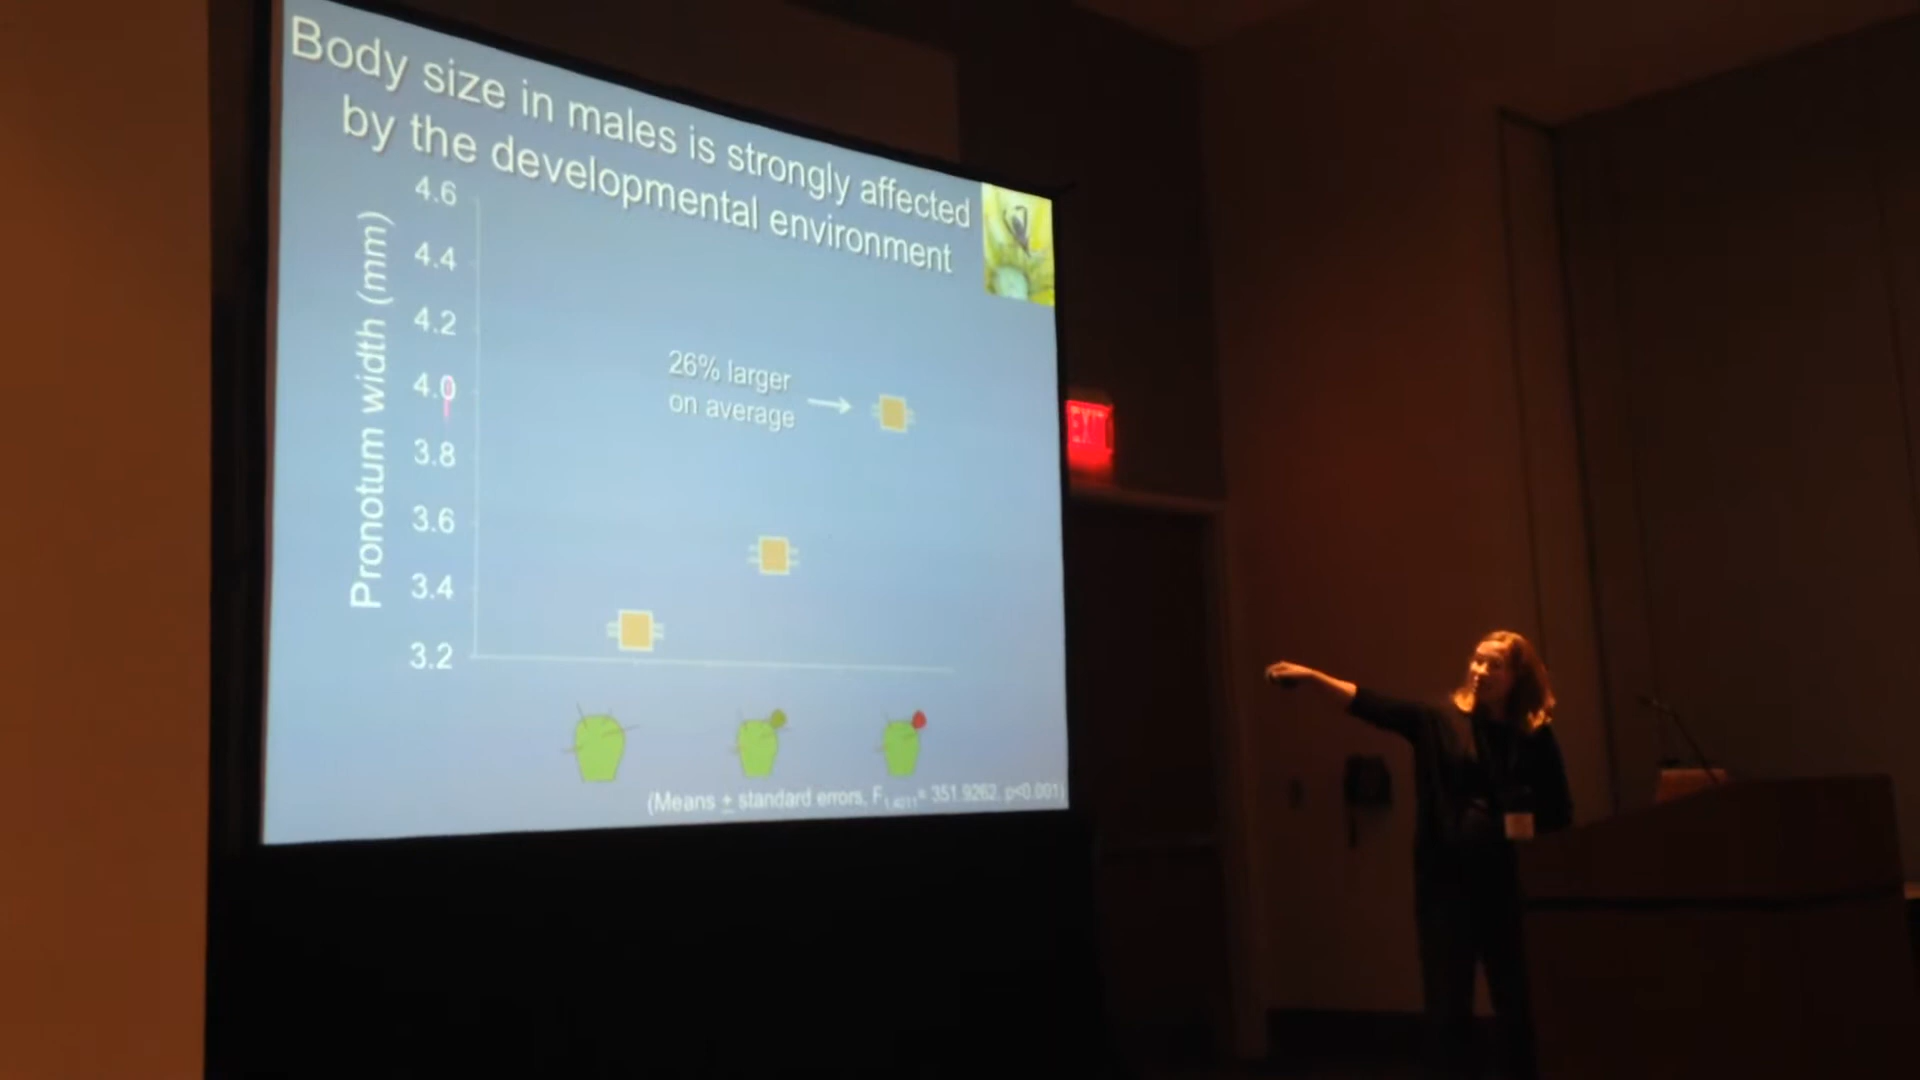 Body size in males is strongly affected
by the developmental environment
Pronotum width (mm)
4.6
4.4
4.2
4.0
3.8
3.6
3.4
3.2
26% larger
on average
(Means ± standard errors, F = 351.9262, p<0.001)
EXIT